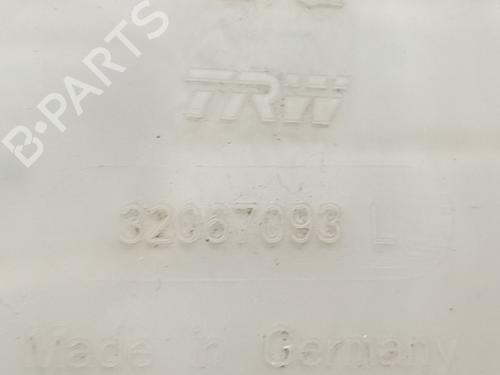 B-PARTS
TRW
32067093 L
Made in Germany